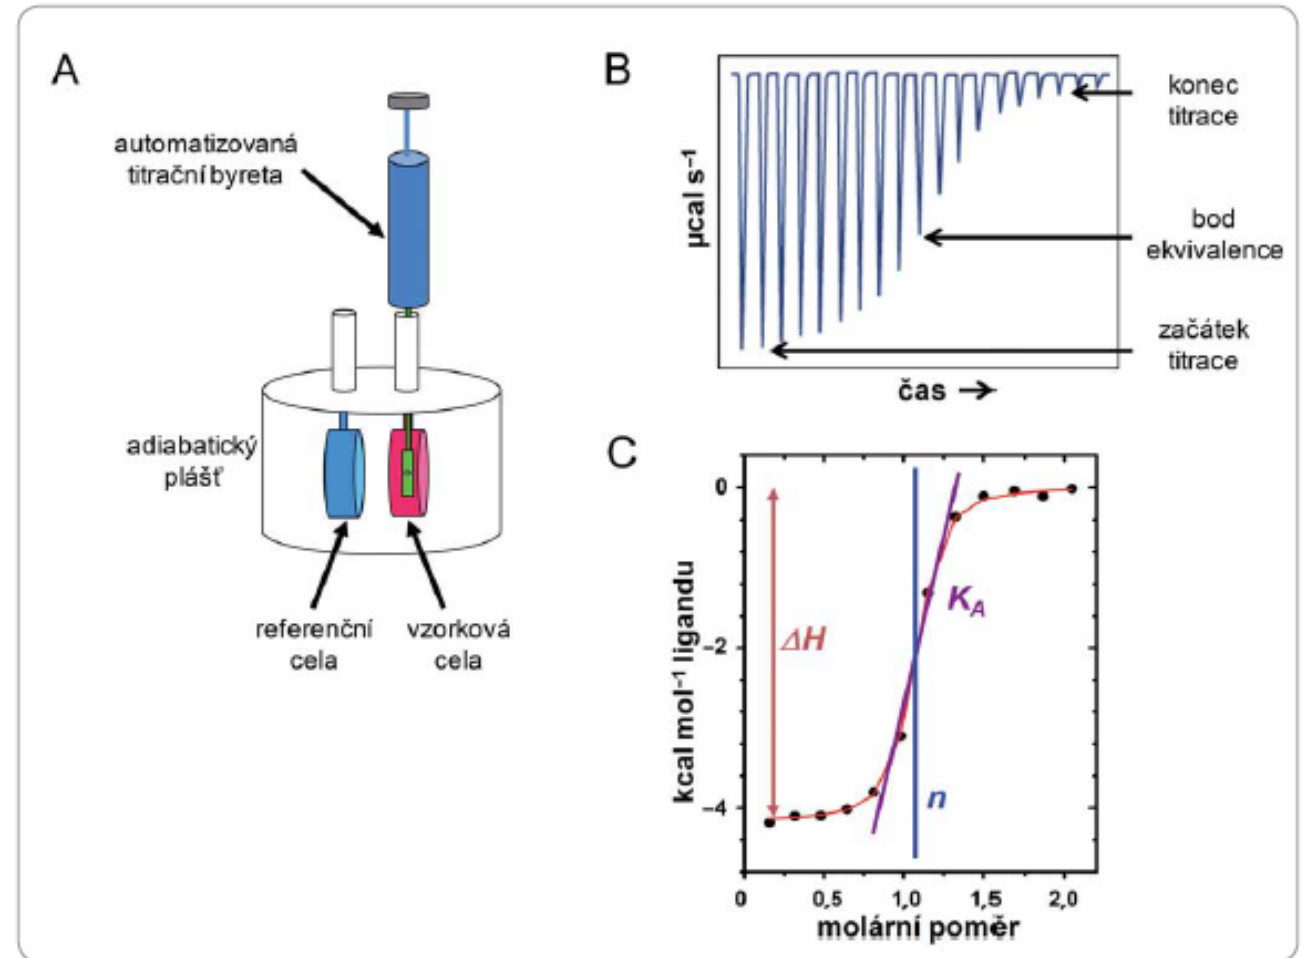 A
automatizovaná
titrační byreta
adiabatický
plášť
referenční
cela
vzorková
cela
B
µcal s⁻¹
čas
konec
titrace
bod
ekvivalence
začátek
titrace
C
kcal mol⁻¹ ligandu
0
−2
−4
ΔH
K_A
n
0
0,5
1,0
1,5
2,0
molární poměr